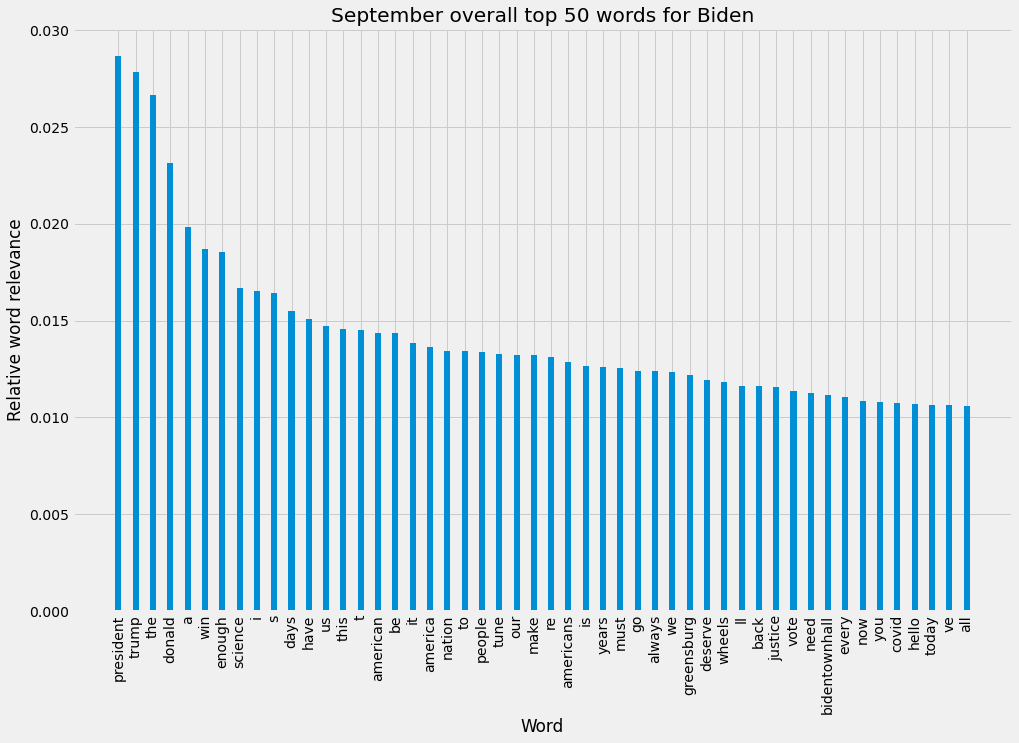 September overall top 50 words for Biden
0.030
0.025
0.020
0.015
0.010
0.005
0.000
Relative word relevance
president
trump
the
donald
a
win
enough
science
i
s
days
have
us
this
t
american
be
it
america
nation
to
people
tune
our
make
re
americans
is
years
must
go
always
we
greensburg
deserve
wheels
ll
back
justice
vote
need
bidentownhall
every
now
you
covid
hello
today
ve
all
Word